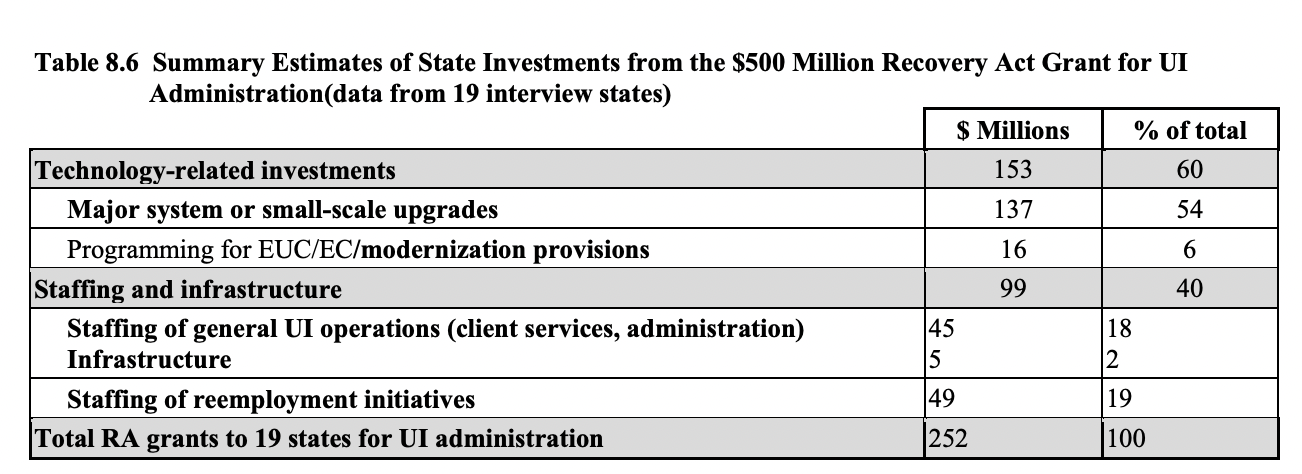 Table 8.6 Summary Estimates of State Investments from the $500 Million Recovery Act Grant for UI
Administration(data from 19 interview states)
$ Millions % of total
Technology-related investments 153 60
Major system or small-scale upgrades 137 54
Programming for EUC/EC/modernization provisions 16 6
Staffing and infrastructure 99 40
Staffing of general UI operations (client services, administration) 45 18
Infrastructure 5 2
Staffing of reemployment initiatives 49 19
Total RA grants to 19 states for UI administration 252 100